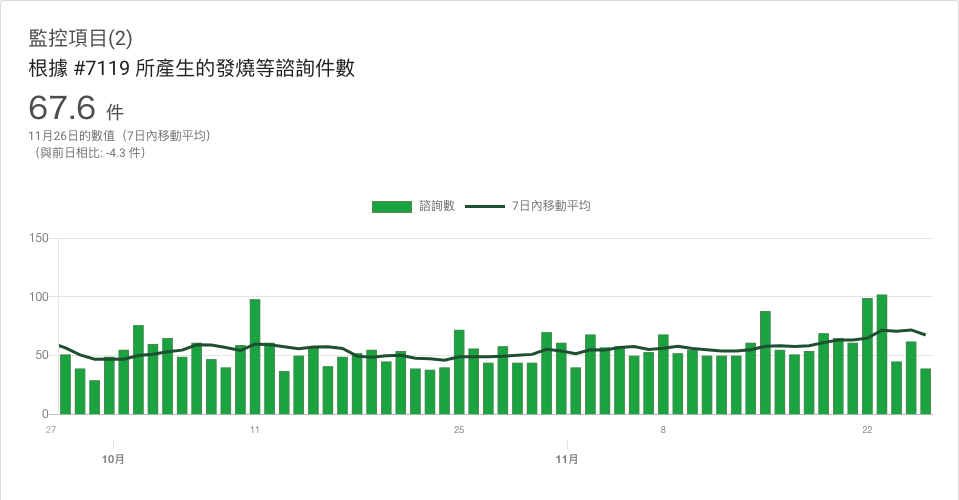 監控項目(2)
根據 #7119 所產生的發燒等諮詢件數
67.6 件
11月26日的數值（7日內移動平均）
（與前日相比: -4.3 件）
諮詢數 7日內移動平均
150
100
50
0
27 11 25 8 22
10月 11月